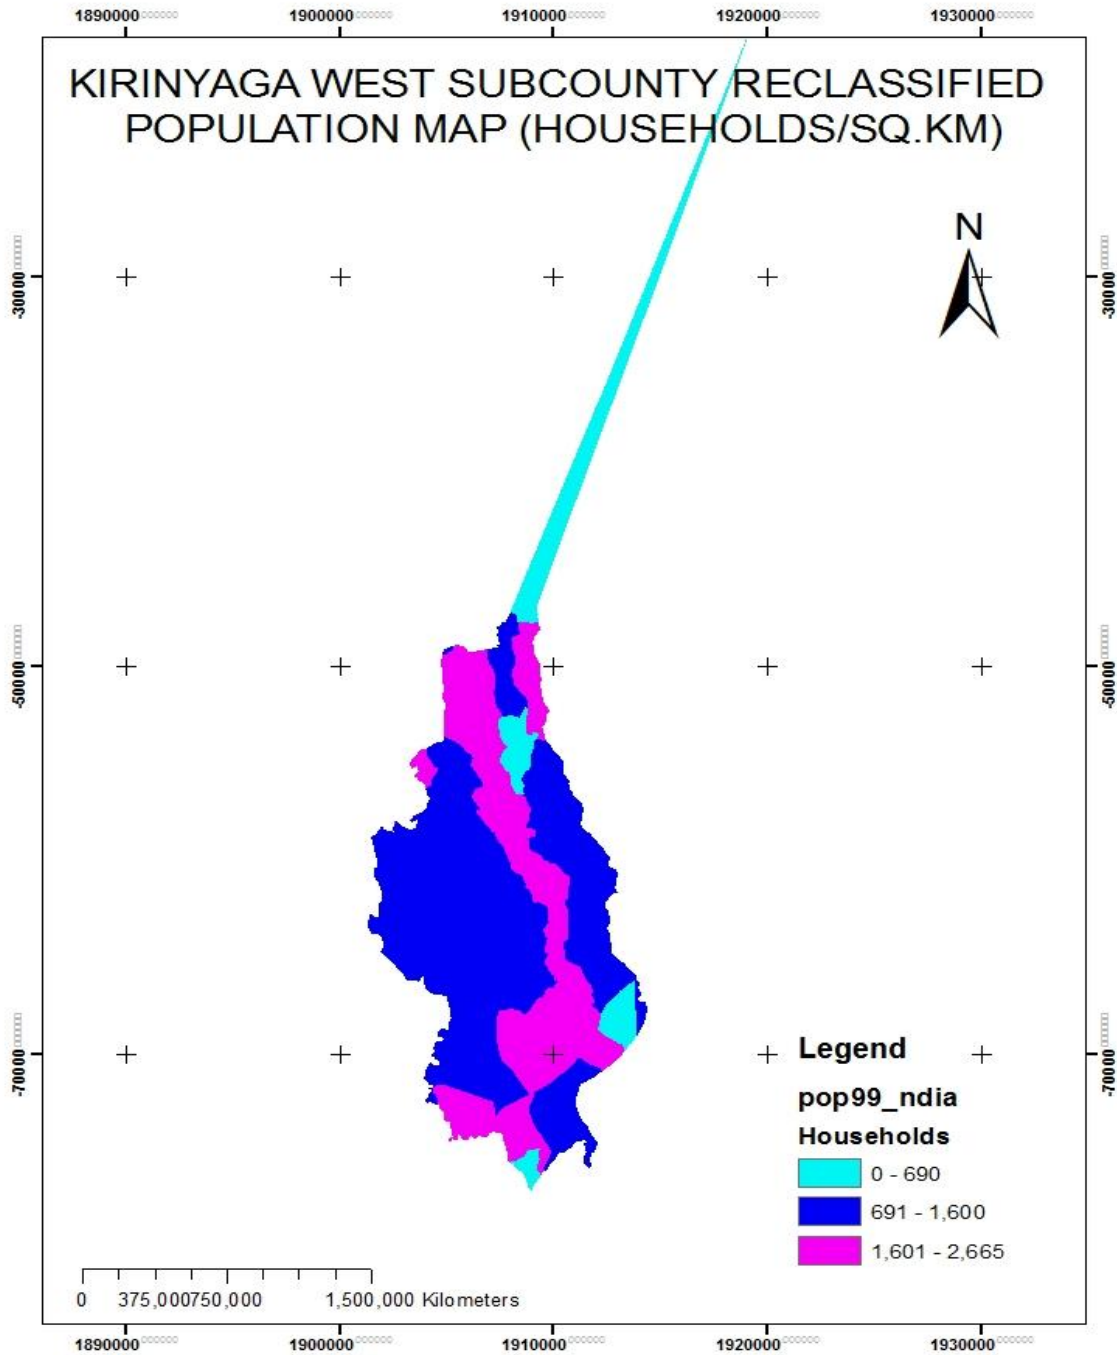 1890000 1900000 1910000 1920000 1930000
KIRINYAGA WEST SUBCOUNTY RECLASSIFIED
POPULATION MAP (HOUSEHOLDS/SQ.KM)
N
-30000 -30000
-50000 -50000
-70000 -70000
Legend
pop99_ndia
Households
0 - 690
691 - 1,600
1,601 - 2,665
0 375,000750,000 1,500,000 Kilometers
1890000 1900000 1910000 1920000 1930000